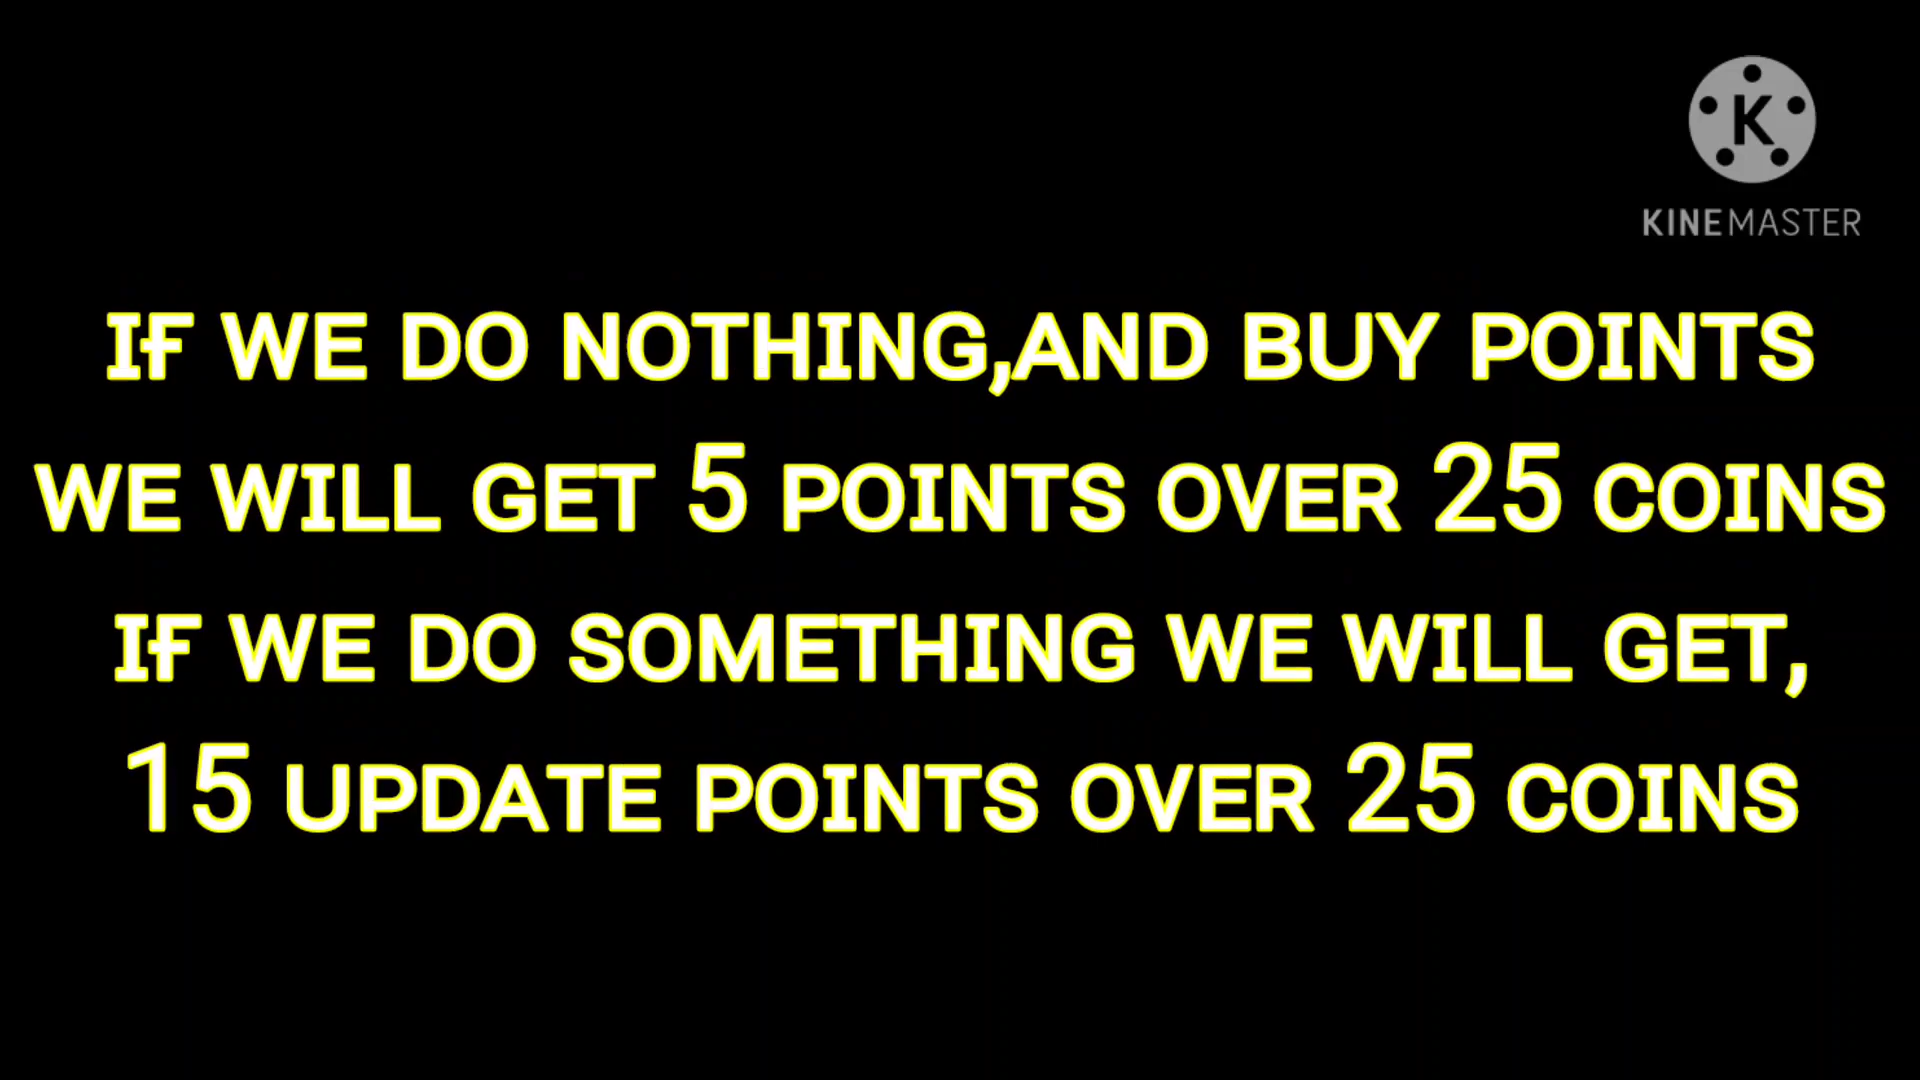 K
KINEMASTER
IF WE DO NOTHING,AND BUY POINTS
WE WILL GET 5 POINTS OVER 25 COINS
IF WE DO SOMETHING WE WILL GET,
15 UPDATE POINTS OVER 25 COINS